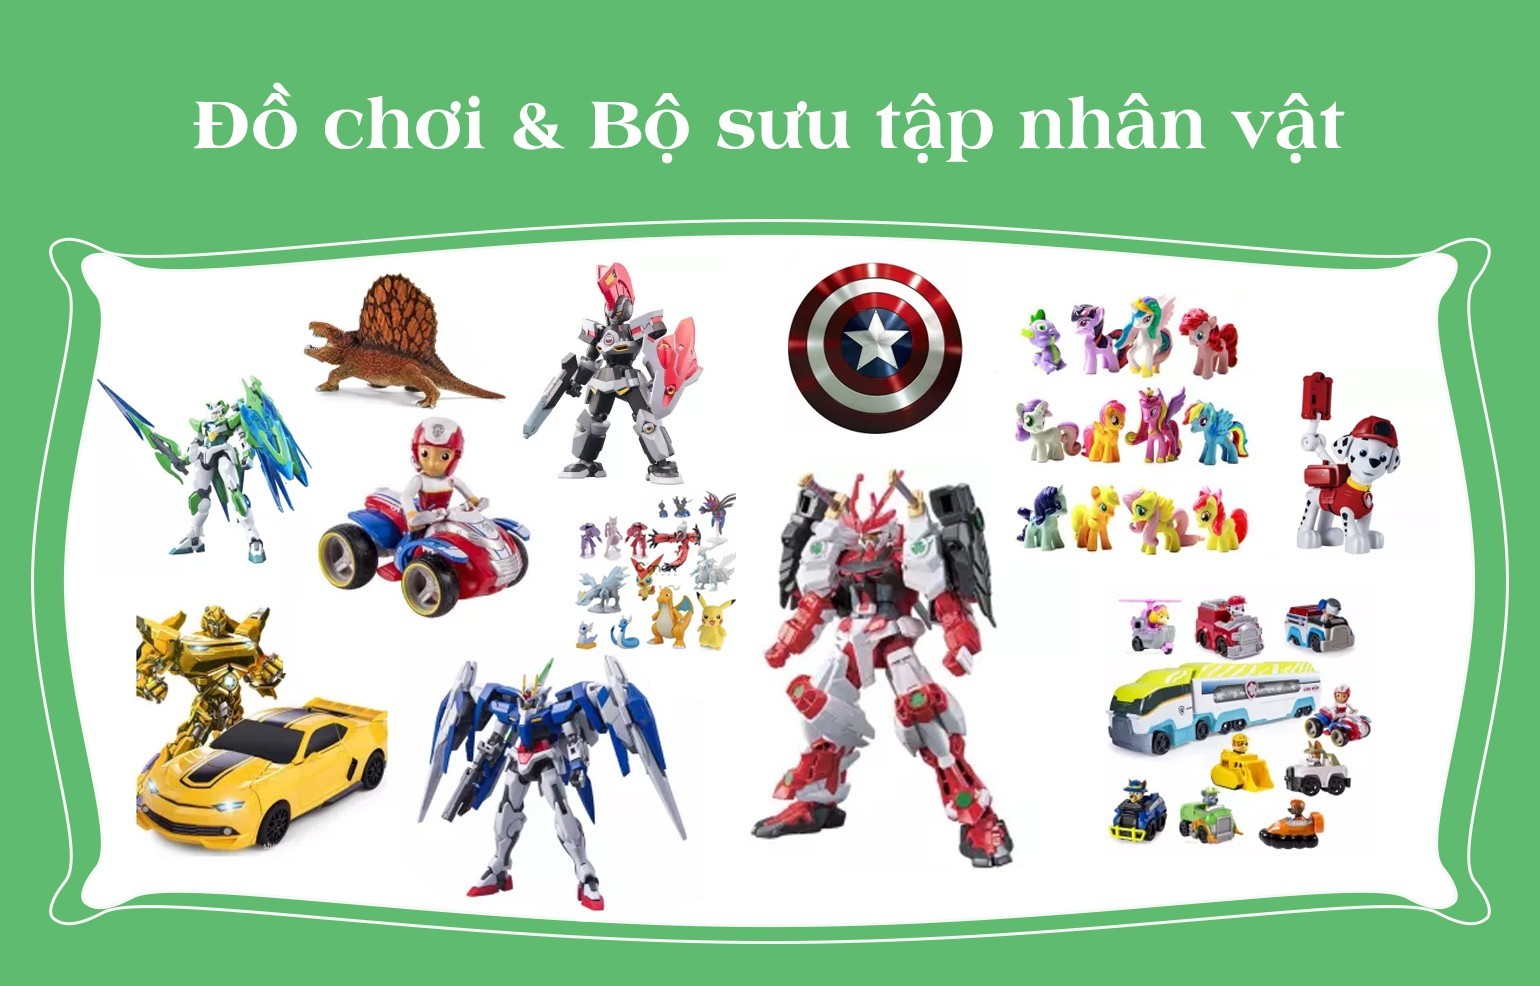 Đồ chơi & Bộ sưu tập nhân vật